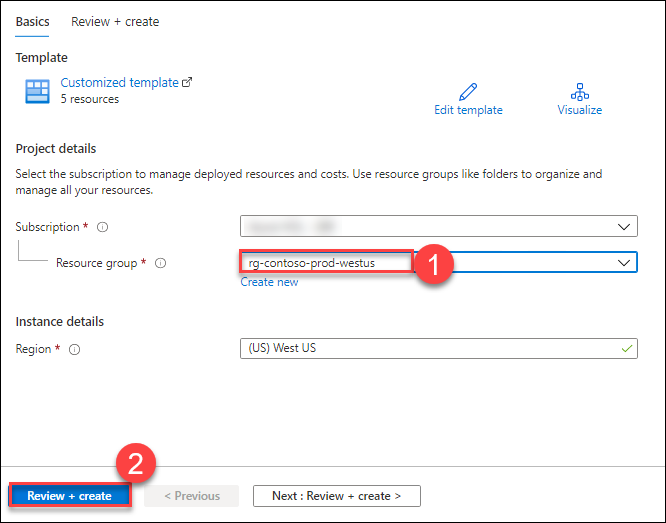 Basics Review + create
Template
Customized template
5 resources
Edit template Visualize
Project details
Select the subscription to manage deployed resources and costs. Use resource groups like folders to organize and
manage all your resources.
Subscription *
Resource group * rg-contoso-prod-westus 1
Create new
Instance details
Region * (US) West US
2
Review + create < Previous Next : Review + create >